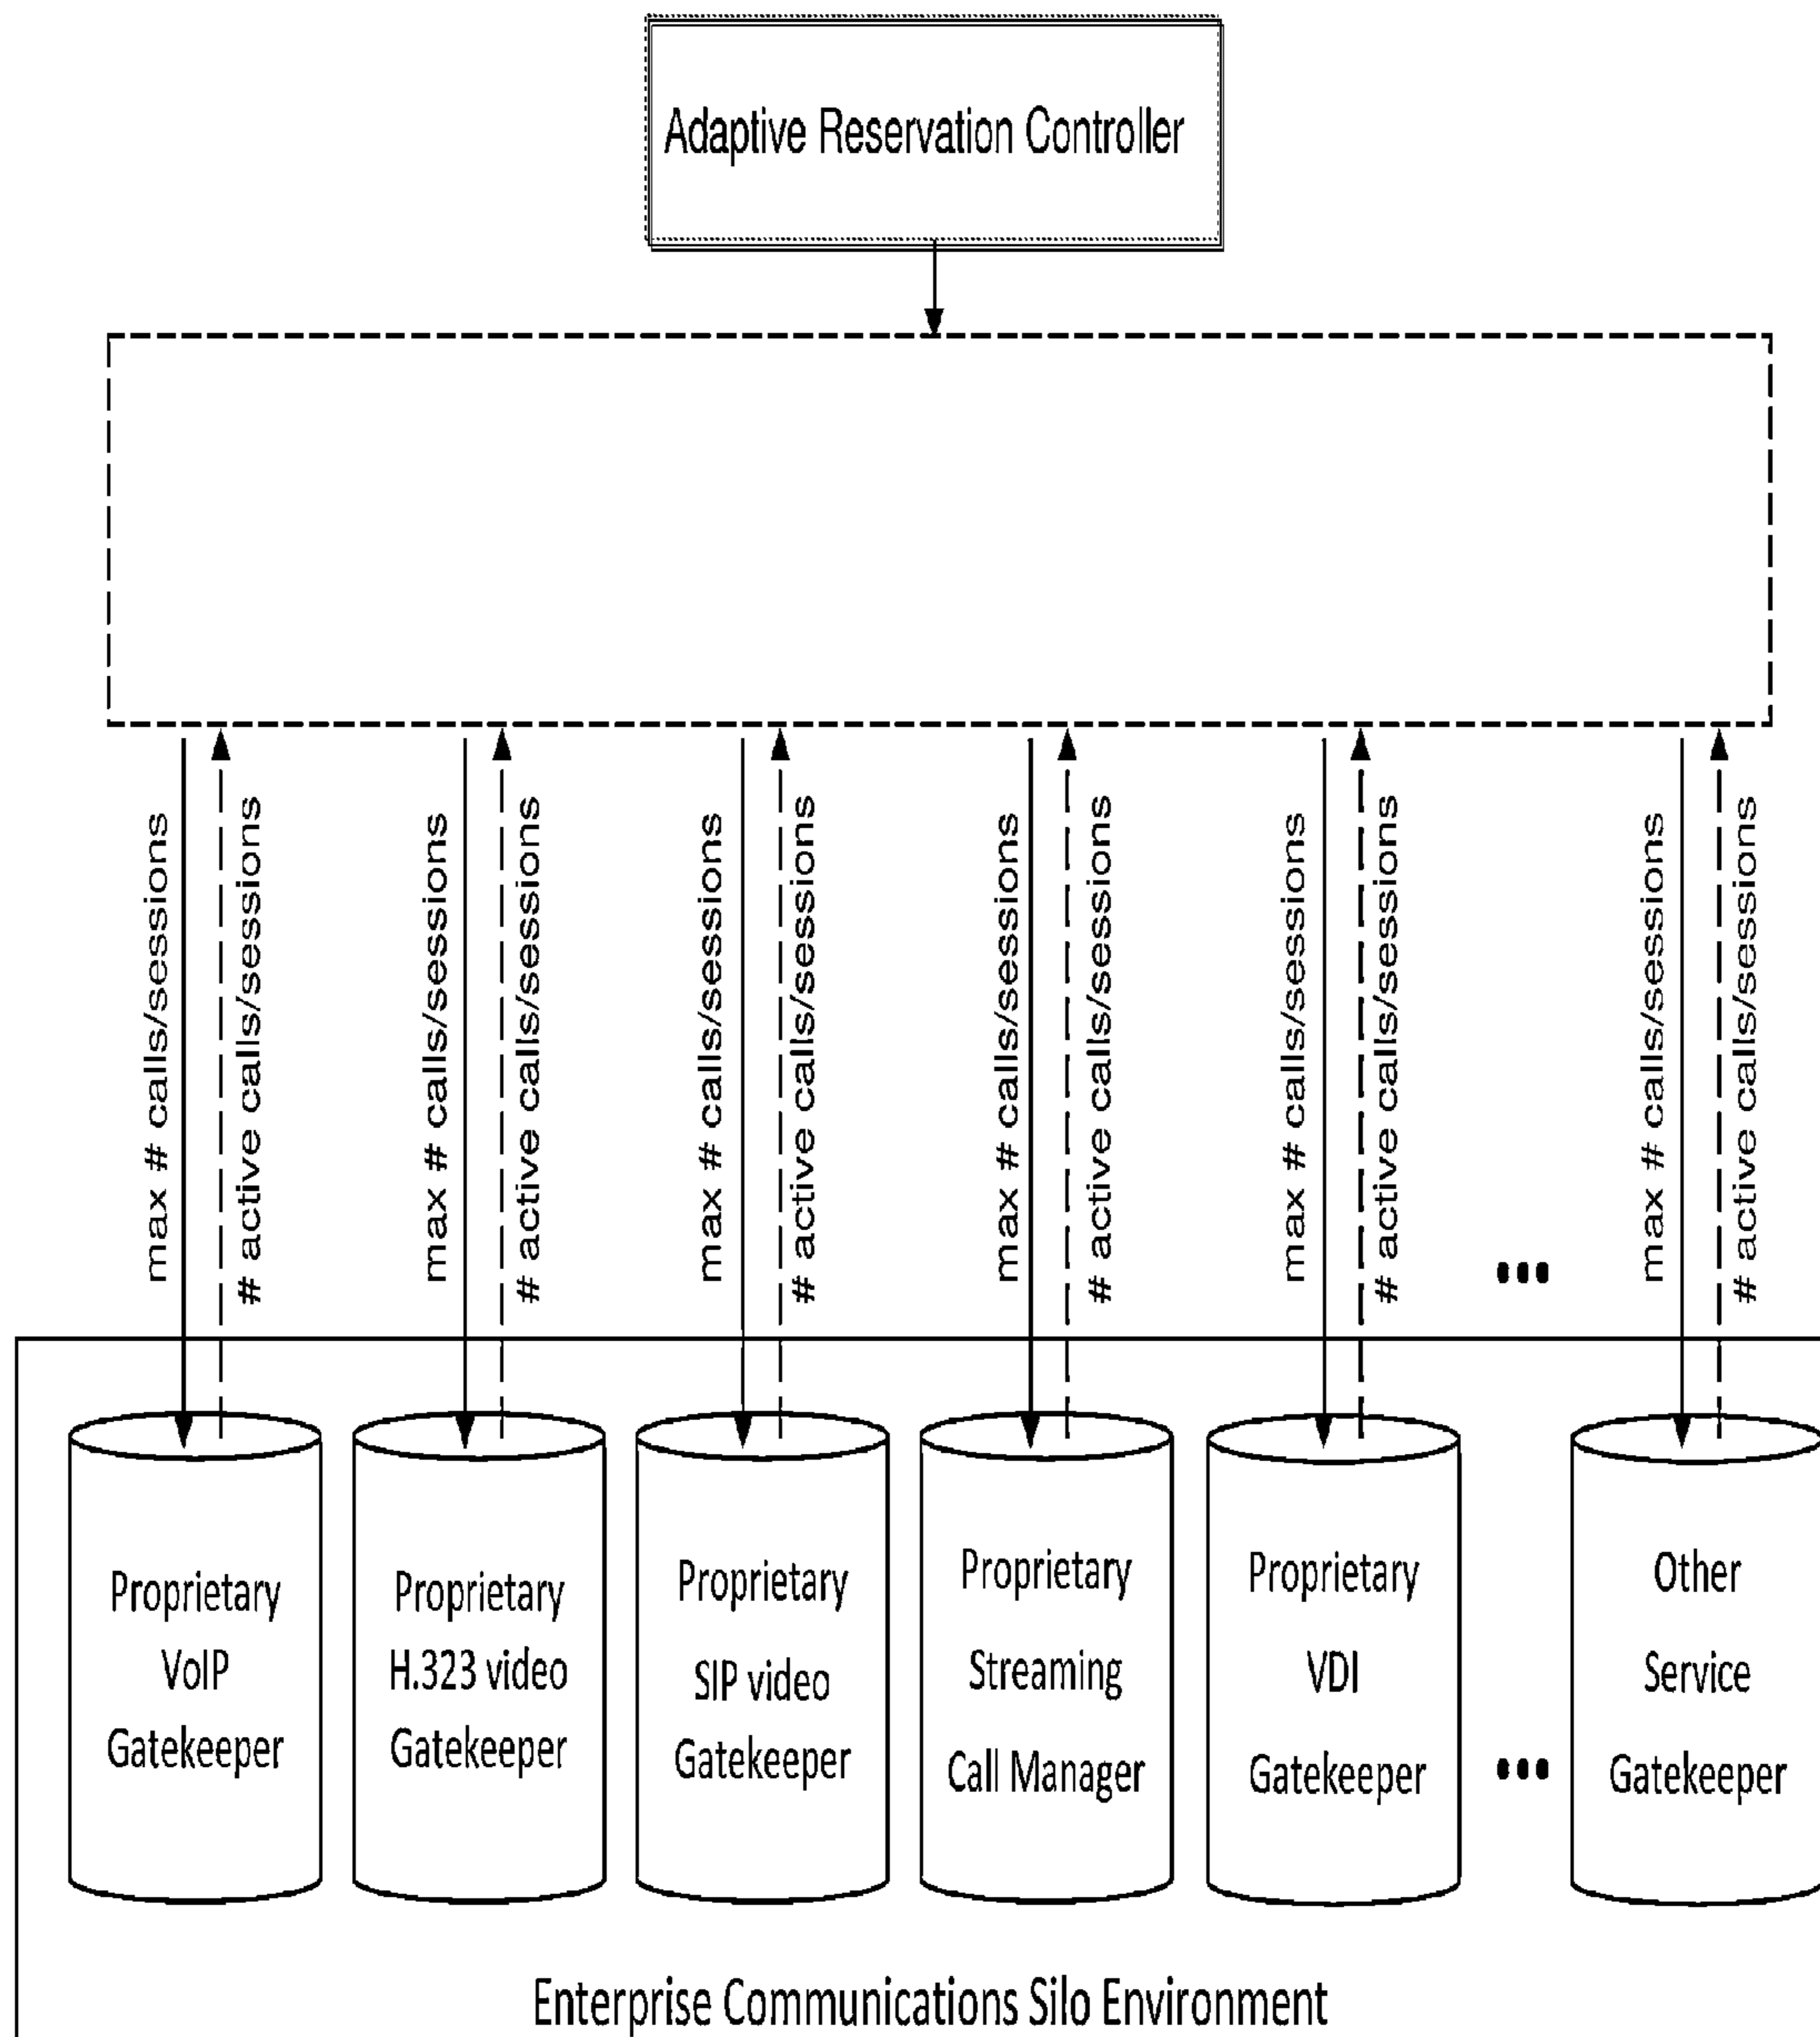 Adaptive Reservation Controller
max # calls/sessions
# active calls/sessions
max # calls/sessions
# active calls/sessions
max # calls/sessions
# active calls/sessions
max # calls/sessions
# active calls/sessions
max # calls/sessions
# active calls/sessions
•••
max # calls/sessions
# active calls/sessions
Proprietary
VoIP
Gatekeeper
Proprietary
H.323 video
Gatekeeper
Proprietary
SIP video
Gatekeeper
Proprietary
Streaming
Call Manager
Proprietary
VDI
Gatekeeper
•••
Other
Service
Gatekeeper
Enterprise Communications Silo Environment